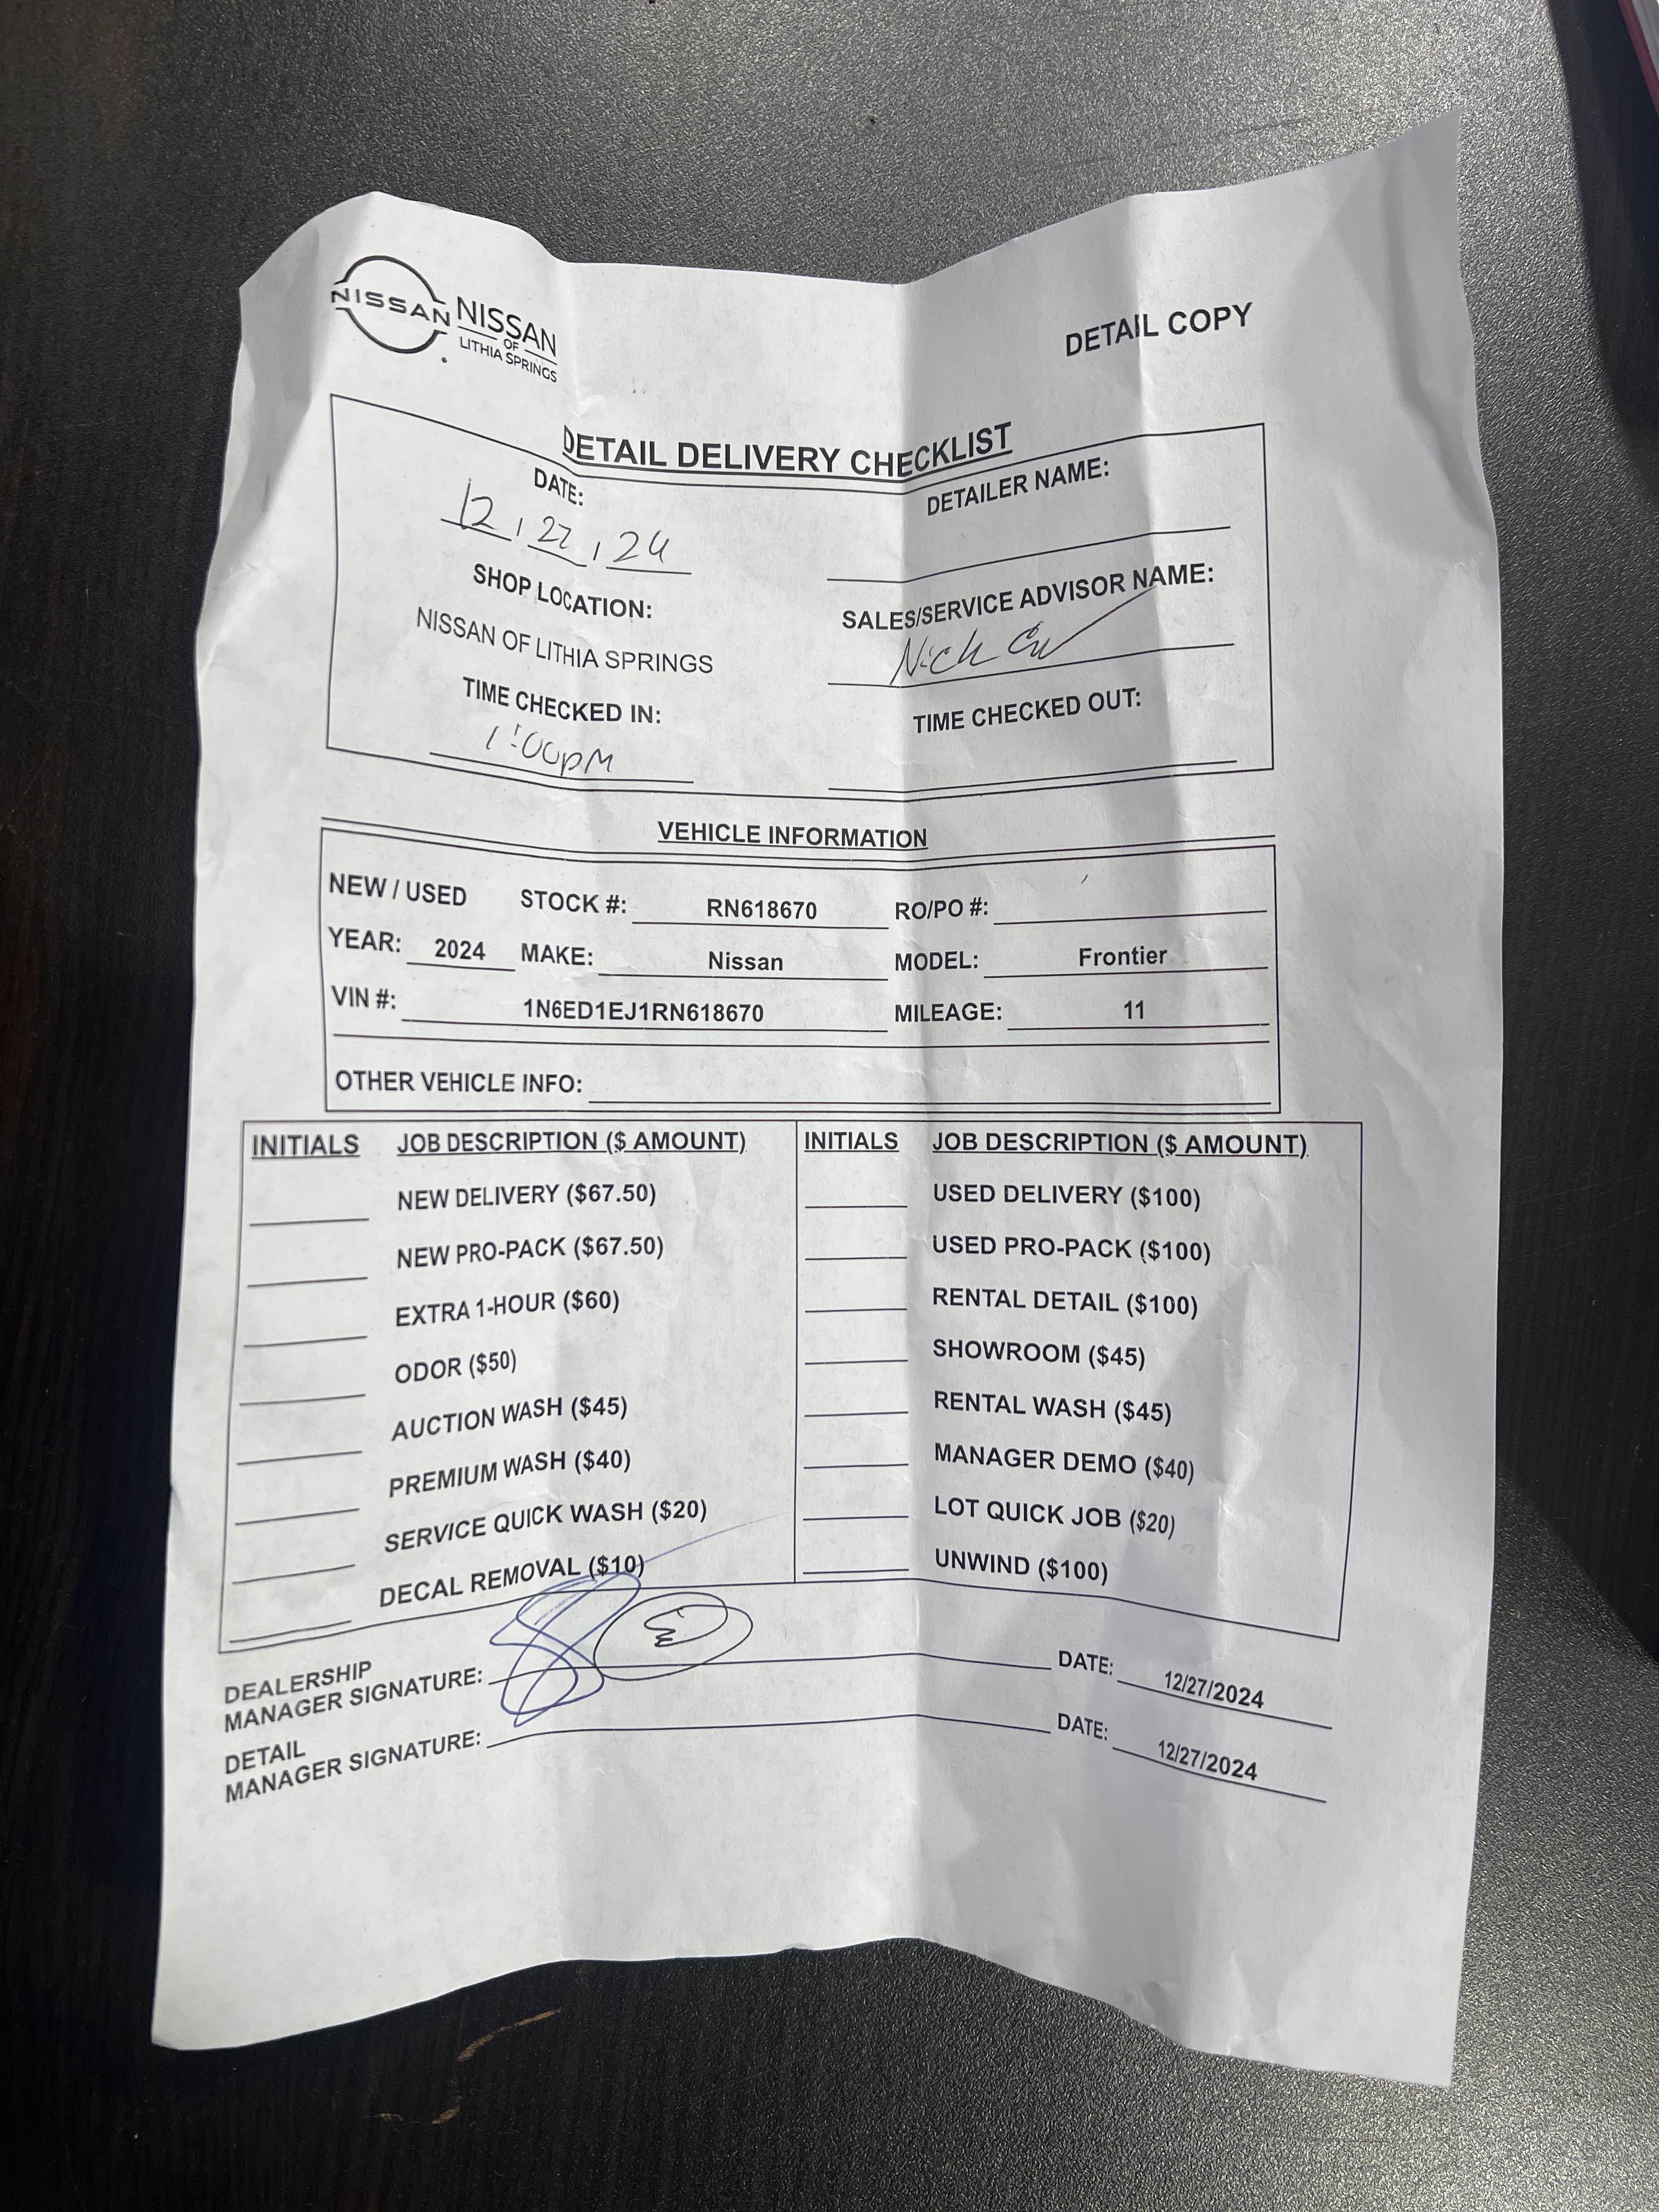 NISSAN
NISSAN
OF
LITHIA SPRINGS
DETAIL COPY
DETAIL DELIVERY CHECKLIST
DATE:
12 / 27 / 24
DETAILER NAME:
SHOP LOCATION:
NISSAN OF LITHIA SPRINGS
SALES/SERVICE ADVISOR NAME:
Nick
TIME CHECKED IN:
1:00pM
TIME CHECKED OUT:
VEHICLE INFORMATION
NEW / USED STOCK #: RN618670 RO/PO #:
YEAR: 2024 MAKE: Nissan MODEL: Frontier
VIN #: 1N6ED1EJ1RN618670 MILEAGE: 11
OTHER VEHICLE INFO:
INITIALS JOB DESCRIPTION ($ AMOUNT)
NEW DELIVERY ($67.50)
NEW PRO-PACK ($67.50)
EXTRA 1-HOUR ($60)
ODOR ($50)
AUCTION WASH ($45)
PREMIUM WASH ($40)
SERVICE QUICK WASH ($20)
DECAL REMOVAL ($10)
INITIALS JOB DESCRIPTION ($ AMOUNT)
USED DELIVERY ($100)
USED PRO-PACK ($100)
RENTAL DETAIL ($100)
SHOWROOM ($45)
RENTAL WASH ($45)
MANAGER DEMO ($40)
LOT QUICK JOB ($20)
UNWIND ($100)
DEALERSHIP
MANAGER SIGNATURE: DATE: 12/27/2024
DETAIL
MANAGER SIGNATURE: DATE: 12/27/2024